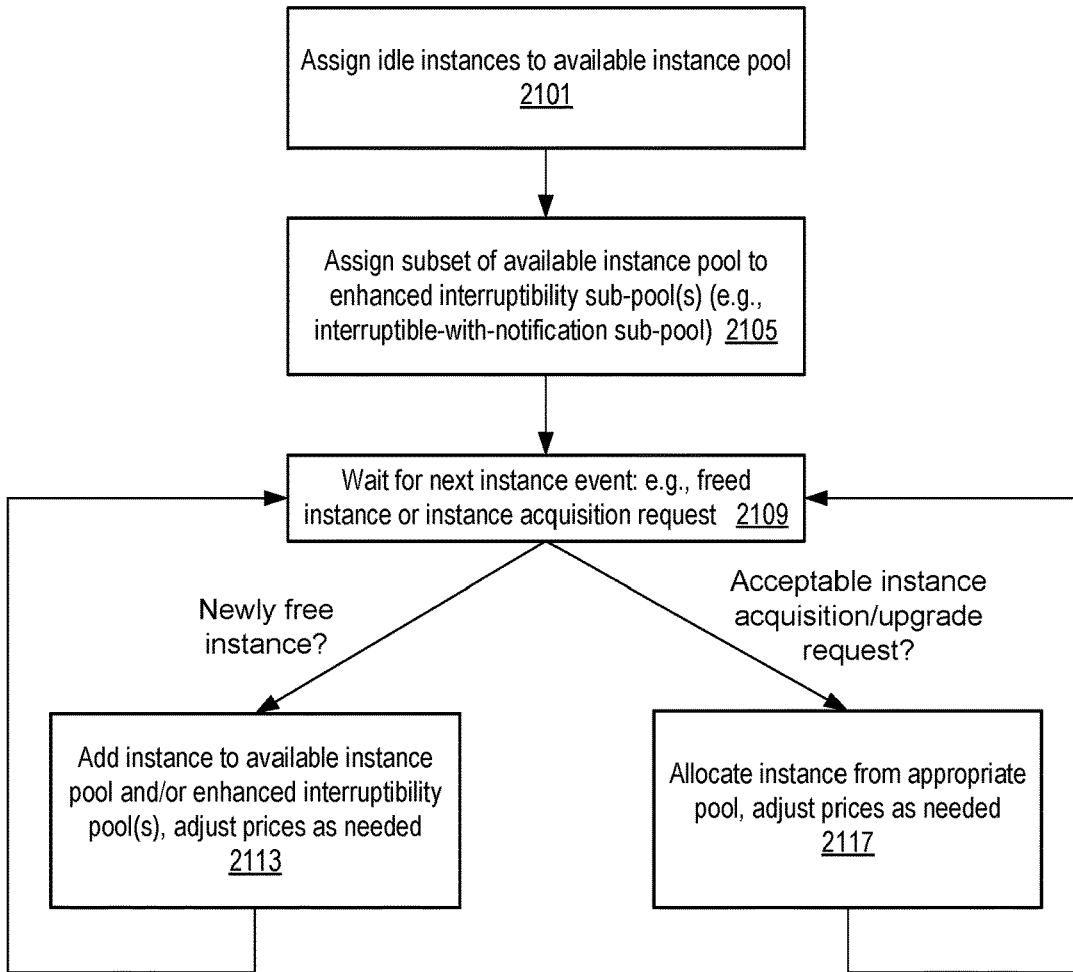 Assign idle instances to available instance pool
2101
Assign subset of available instance pool to
enhanced interruptibility sub-pool(s) (e.g.,
interruptible-with-notification sub-pool) 2105
Wait for next instance event: e.g., freed
instance or instance acquisition request 2109
Newly free
instance?
Acceptable instance
acquisition/upgrade
request?
Add instance to available instance
pool and/or enhanced interruptibility
pool(s), adjust prices as needed
2113
Allocate instance from appropriate
pool, adjust prices as needed
2117